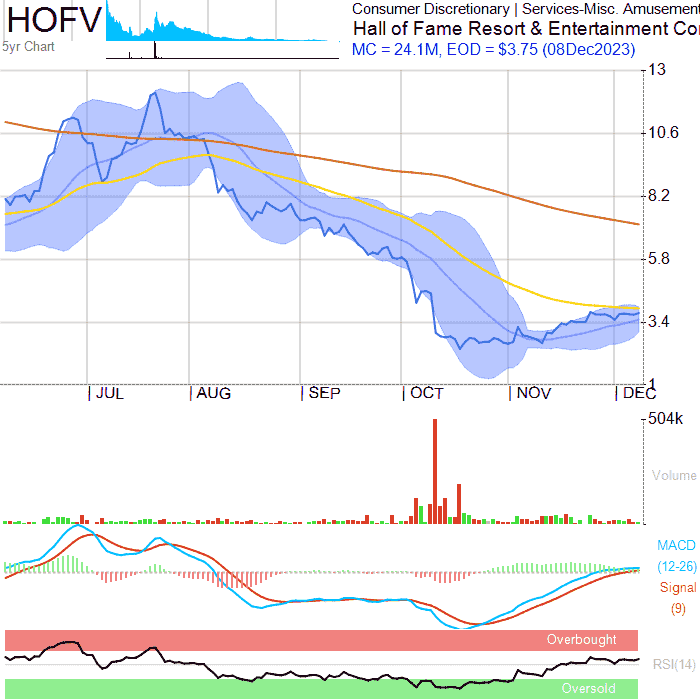 HOFV
5yr Chart
Consumer Discretionary | Services-Misc. Amusement
Hall of Fame Resort & Entertainment Co
MC = 24.1M, EOD = $3.75 (08Dec2023)
13
10.6
8.2
5.8
3.4
1
JUL AUG SEP OCT NOV DEC
504k
Volume
MACD
(12-26)
Signal
(9)
Overbought
RSI(14)
Oversold